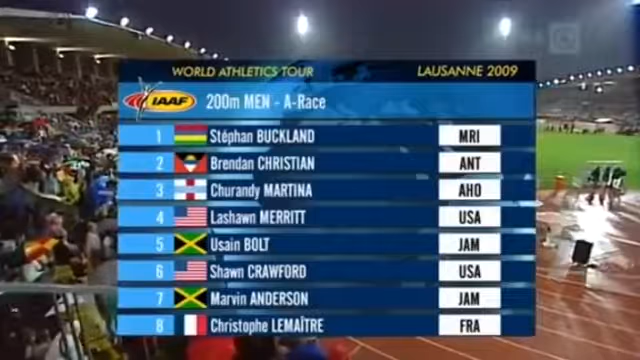 WORLD ATHLETICS TOUR LAUSANNE 2009
IAAF 200m MEN - A-Race
1 Stéphan BUCKLAND MRI
2 Brendan CHRISTIAN ANT
3 Churandy MARTINA AHO
4 Lashawn MERRITT USA
5 Usain BOLT JAM
6 Shawn CRAWFORD USA
7 Marvin ANDERSON JAM
8 Christophe LEMAÎTRE FRA